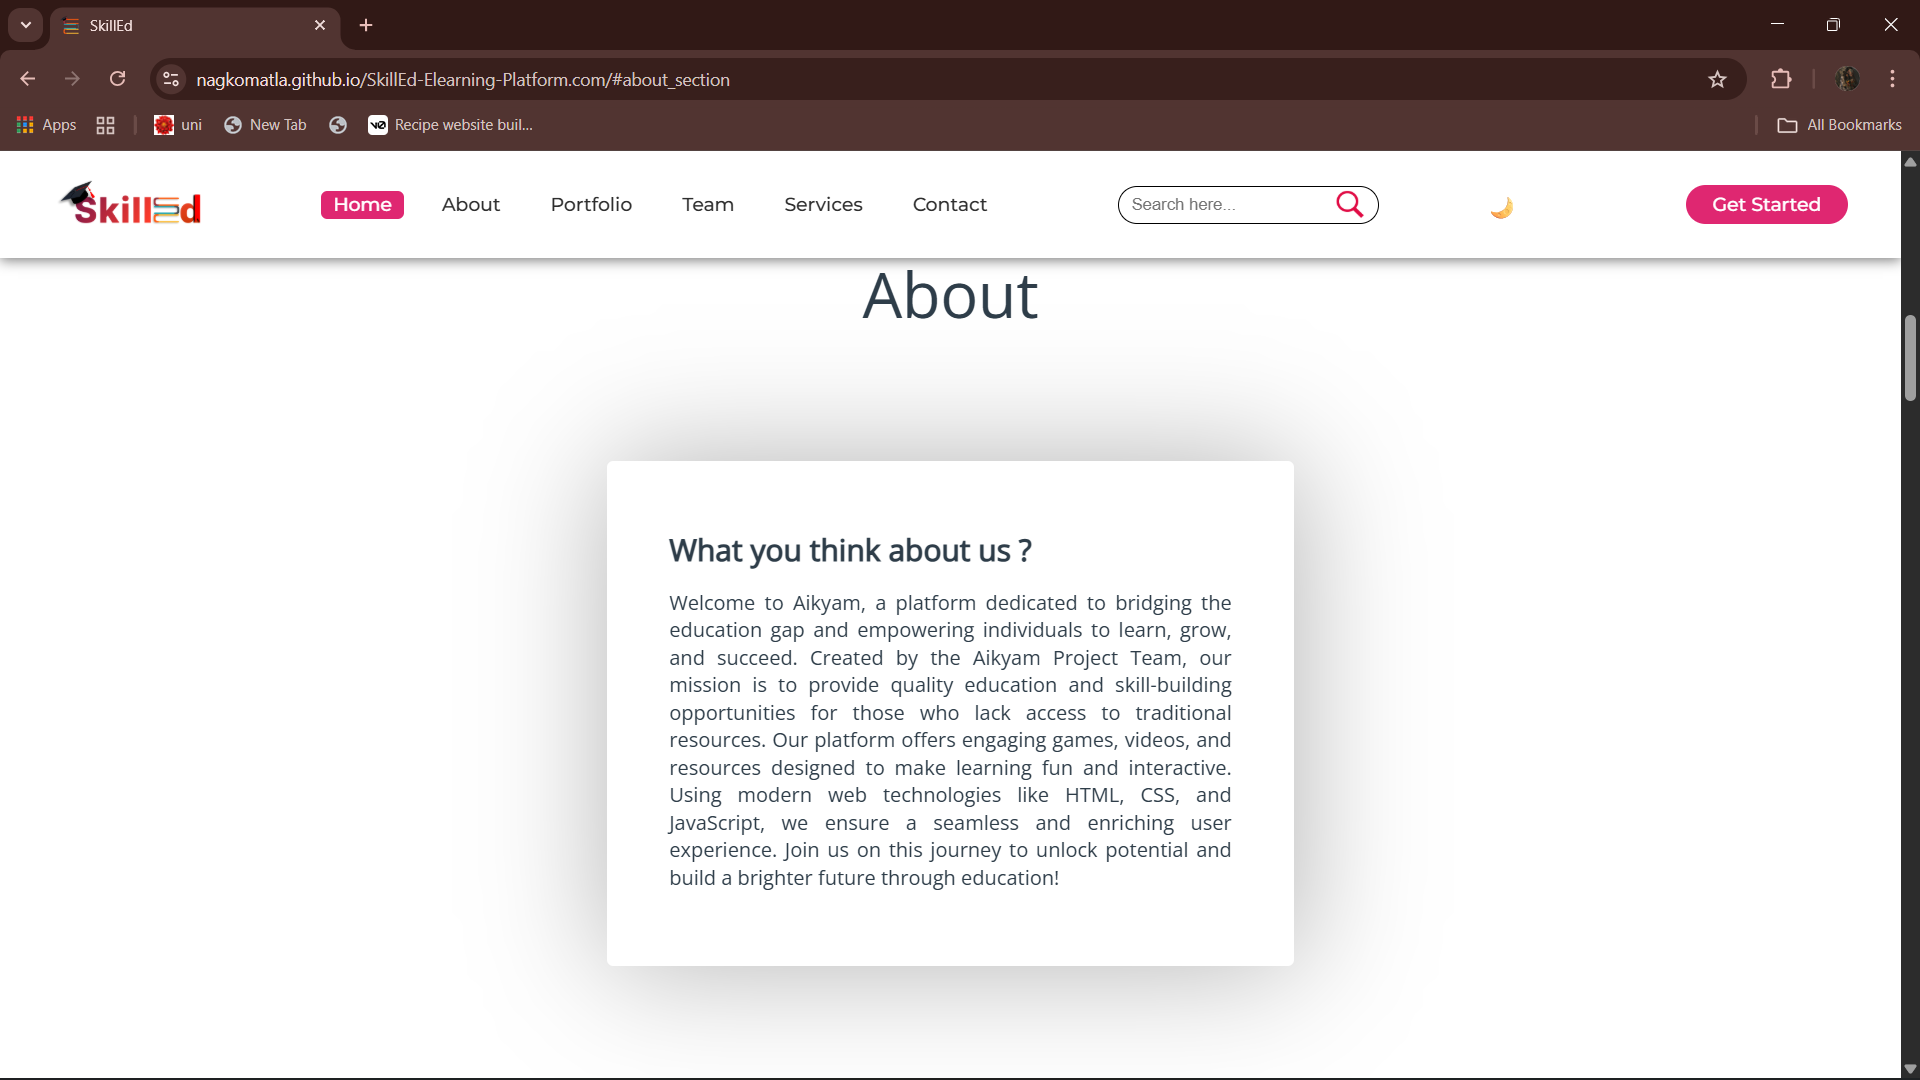 SkillEd
nagkomatla.github.io/SkillEd-Elearning-Platform.com/#about_section
Apps
uni
New Tab
v0
Recipe website buil...
All Bookmarks
SkillEd
Home
About
Portfolio
Team
Services
Contact
Search here...
Get Started
About
What you think about us ?
Welcome to Aikyam, a platform dedicated to bridging the
education gap and empowering individuals to learn, grow,
and succeed. Created by the Aikyam Project Team, our
mission is to provide quality education and skill-building
opportunities for those who lack access to traditional
resources. Our platform offers engaging games, videos, and
resources designed to make learning fun and interactive.
Using modern web technologies like HTML, CSS, and
JavaScript, we ensure a seamless and enriching user
experience. Join us on this journey to unlock potential and
build a brighter future through education!